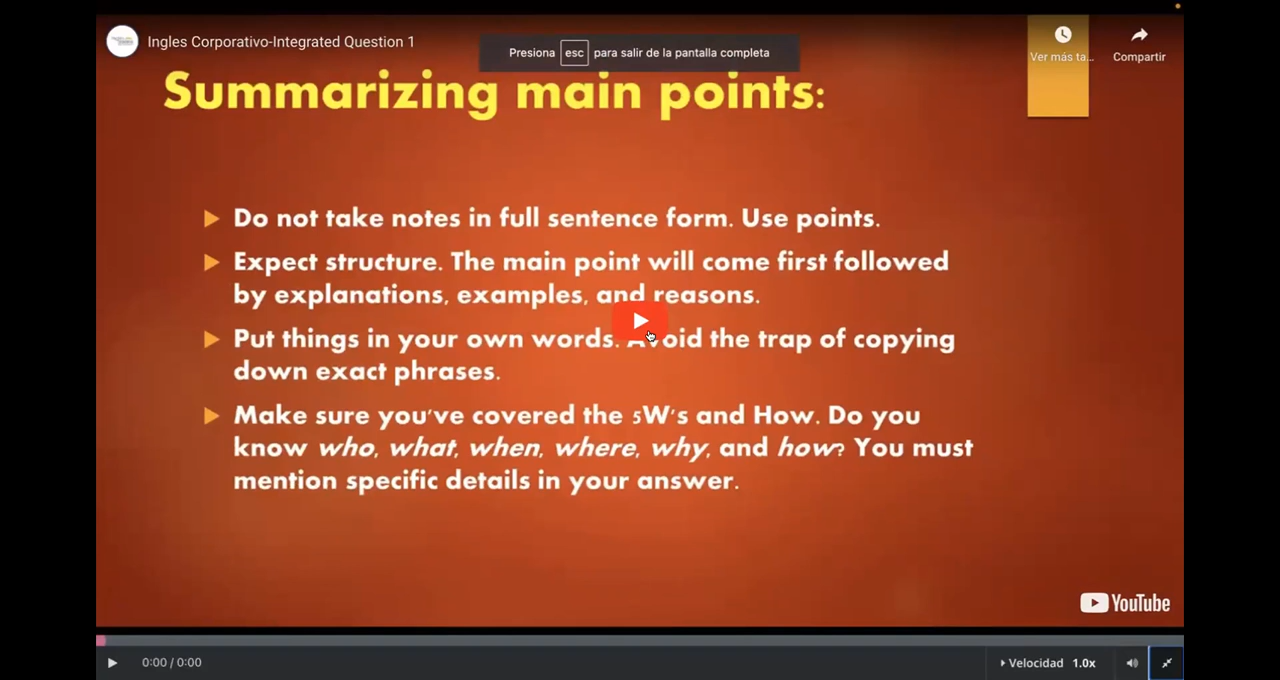 Ingles Corporativo-Integrated Question 1
Presiona esc para salir de la pantalla completa
Ver más ta...
Compartir
Summarizing main points:
Do not take notes in full sentence form. Use points.
Expect structure. The main point will come first followed
by explanations, examples, and reasons.
Put things in your own words. Avoid the trap of copying
down exact phrases.
Make sure you've covered the 5W's and How. Do you
know who, what, when, where, why, and how? You must
mention specific details in your answer.
YouTube
0:00 / 0:00
Velocidad 1.0x